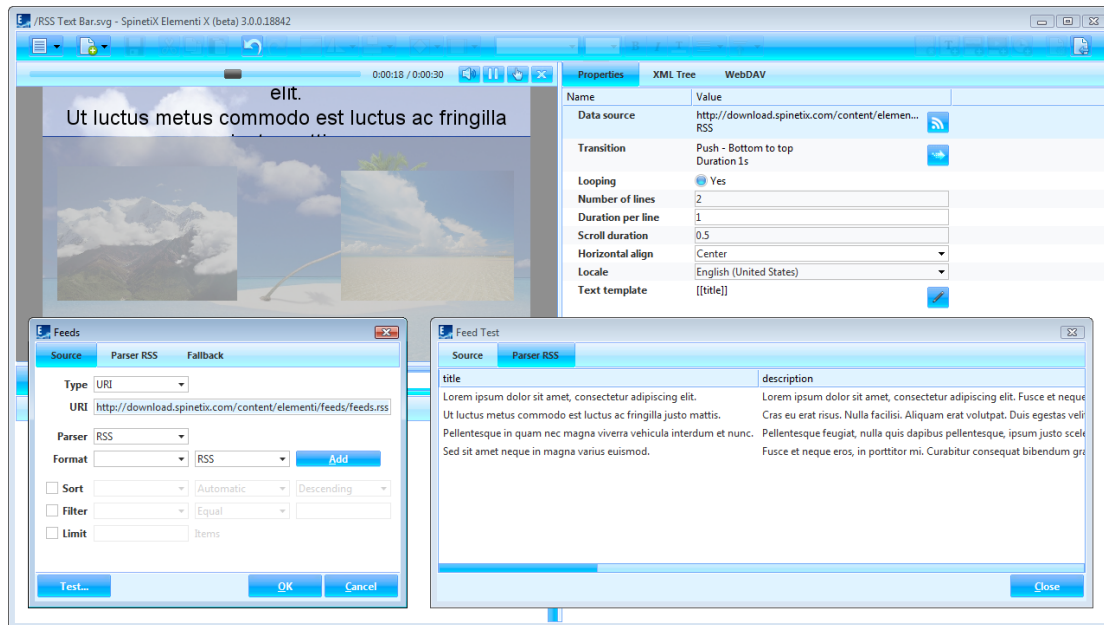 /RSS Text Bar.svg - SpinetiX Elementi X (beta) 3.0.0.18842
0:00:18 / 0:00:30
elit.
Ut luctus metus commodo est luctus ac fringilla
Properties XML Tree WebDAV
Name Value
Data source http://download.spinetix.com/content/elemen...
RSS
Transition Push - Bottom to top
Duration 1s
Looping Yes
Number of lines 2
Duration per line 1
Scroll duration 0.5
Horizontal align Center
Locale English (United States)
Text template [[title]]
Feeds
Source Parser RSS Fallback
Type URI
URI http://download.spinetix.com/content/elementi/feeds/feeds.rss
Parser RSS
Format RSS Add
Sort Automatic Descending
Filter Equal
Limit Items
Test... OK Cancel
Feed Test
Source Parser RSS
title description
Lorem ipsum dolor sit amet, consectetur adipiscing elit. Lorem ipsum dolor sit amet, consectetur adipiscing elit. Fusce et neque
Ut luctus metus commodo est luctus ac fringilla justo mattis. Cras eu erat risus. Nulla facilisi. Aliquam erat volutpat. Duis egestas veli
Pellentesque in quam nec magna viverra vehicula interdum et nunc. Pellentesque feugiat, nulla quis dapibus pellentesque, ipsum justo scele
Sed sit amet neque in magna varius euismod. Fusce et neque eros, in porttitor mi. Curabitur consequat bibendum gra
Close